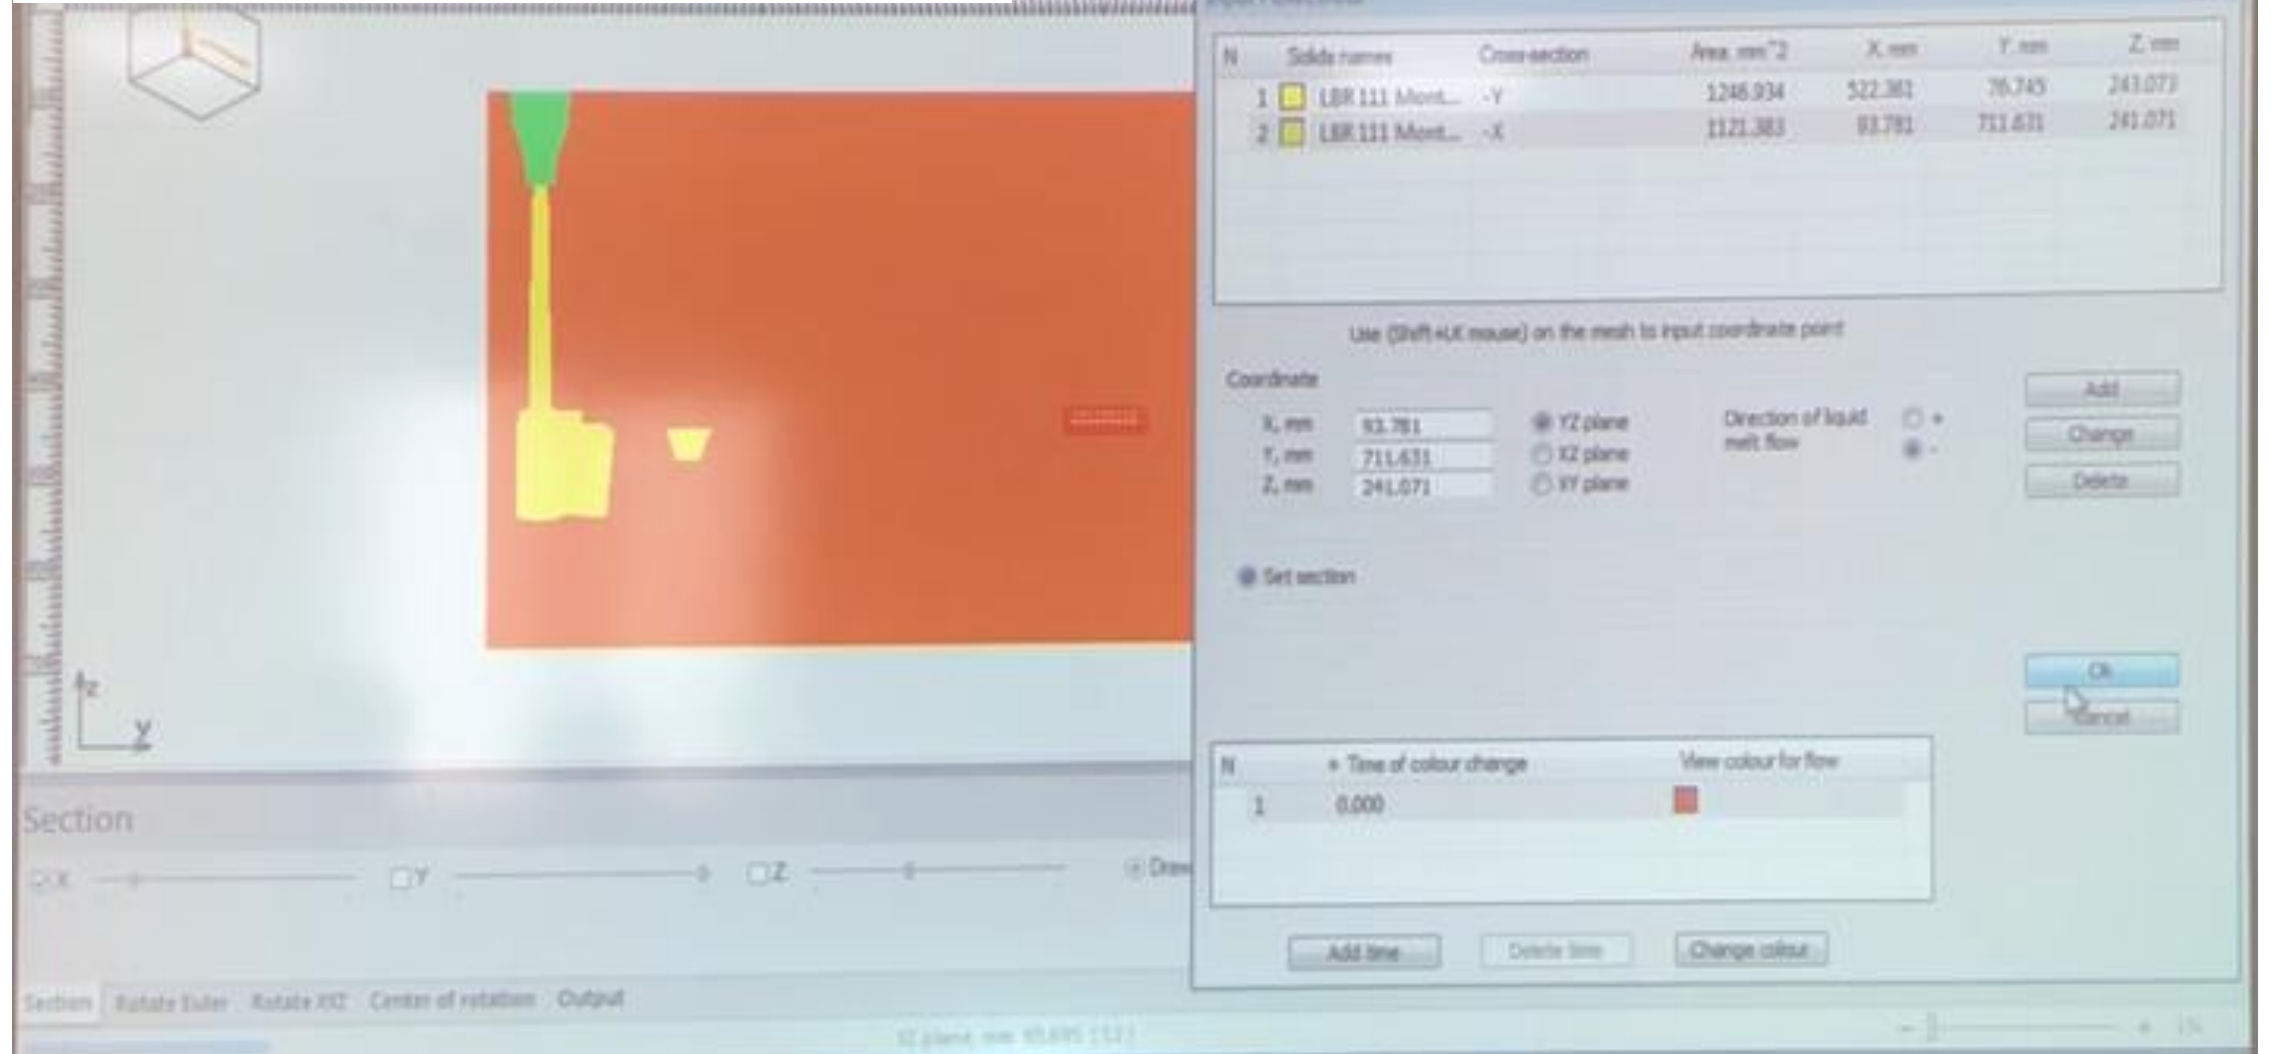 N Solids names Cross-section Area, mm^2 X, mm Y, mm Z, mm
1 LBR 111 Mont... -Y 1246.934 522.361 76.745 243.073
2 LBR 111 Mont... -X 1121.383 93.781 711.631 241.071
Use (Shift+LK mouse) on the mesh to input coordinate point
Coordinate
X, mm 93.781 YZ plane
Y, mm 711.631 XZ plane
Z, mm 241.071 XY plane
Direction of liquid +
melt flow -
Add
Change
Delete
Set section
Ok
Cancel
z
y
N Time of colour change View colour for flow
1 0.000
Add time Delete time Change colour
Section
X Y Z Draw
Section Rotate Euler Rotate XYZ Center of rotation Output
plane, mm
- +